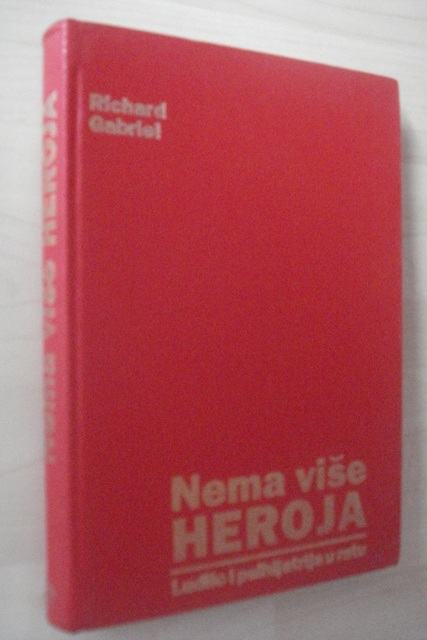 Richard
Gabriel
Nema više
HEROJA
Ludilo i psihijatrija u ratu
Nema više HEROJA